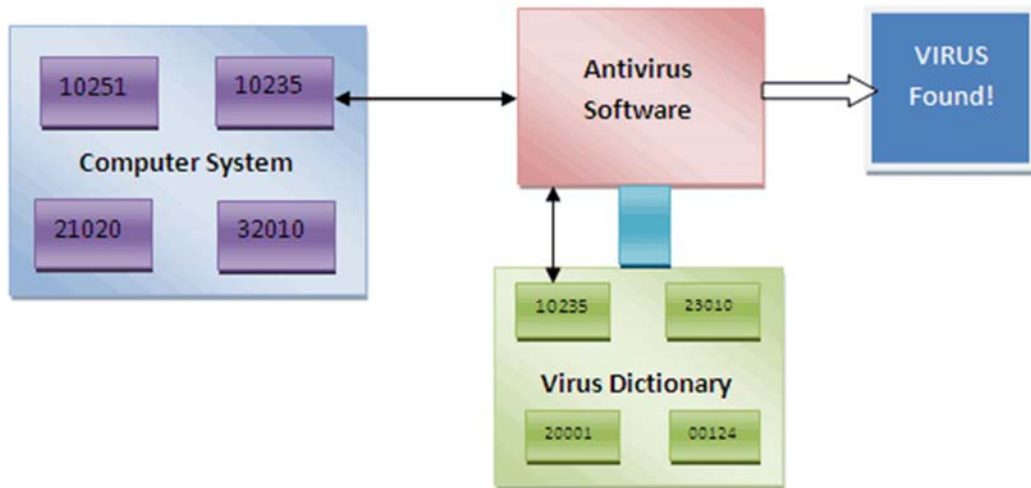 10251
10235
Computer System
21020
32010
Antivirus
Software
VIRUS
Found!
10235
23010
Virus Dictionary
20001
00124